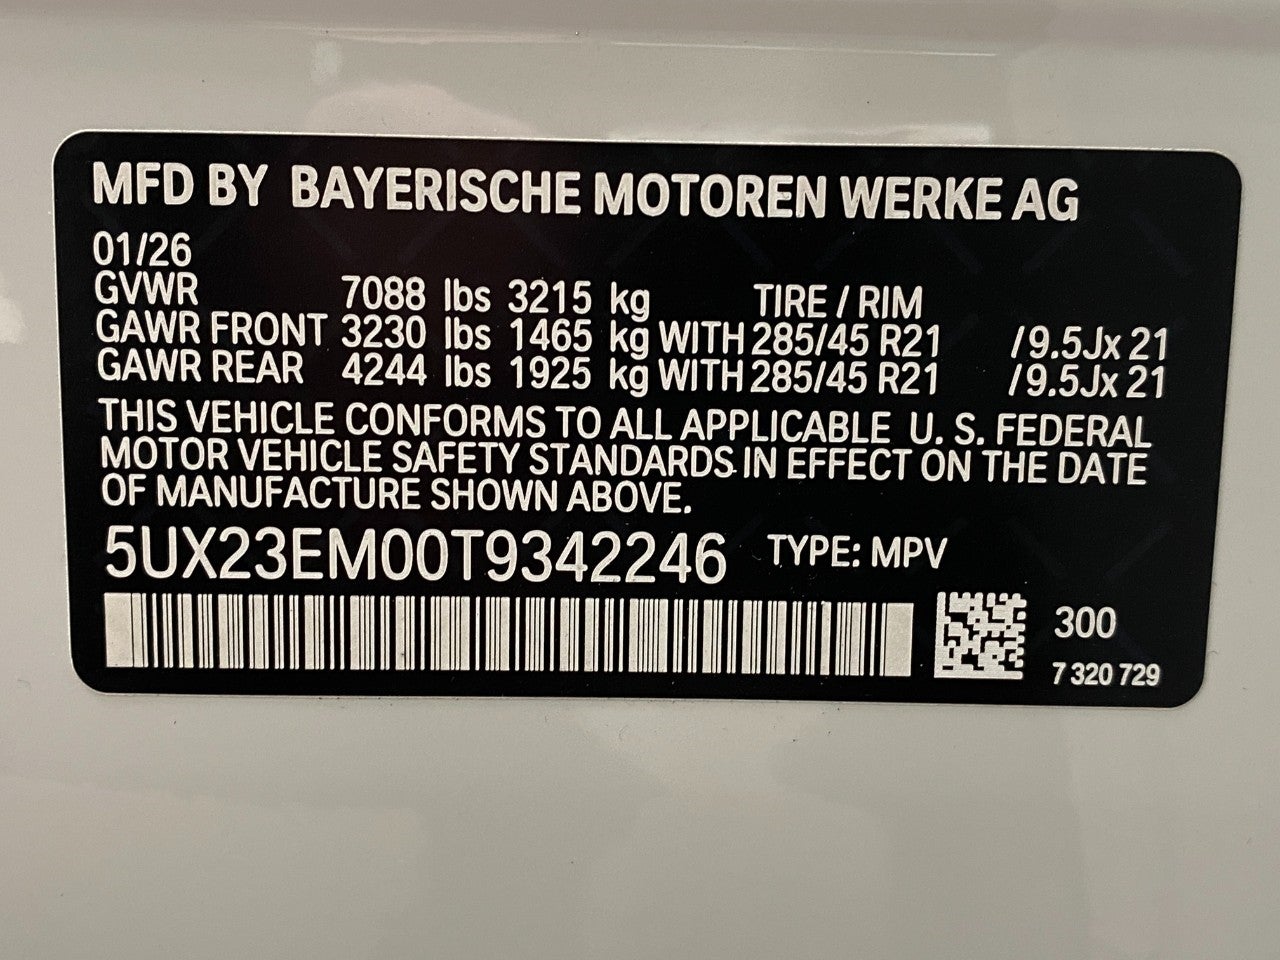 MFD BY BAYERISCHE MOTOREN WERKE AG
01/26
GVWR 7088 lbs 3215 kg TIRE / RIM
GAWR FRONT 3230 lbs 1465 kg WITH 285/45 R21 /9.5Jx 21
GAWR REAR 4244 lbs 1925 kg WITH 285/45 R21 /9.5Jx 21
THIS VEHICLE CONFORMS TO ALL APPLICABLE U. S. FEDERAL
MOTOR VEHICLE SAFETY STANDARDS IN EFFECT ON THE DATE
OF MANUFACTURE SHOWN ABOVE.
5UX23EM00T9342246 TYPE: MPV
300
7 320 729